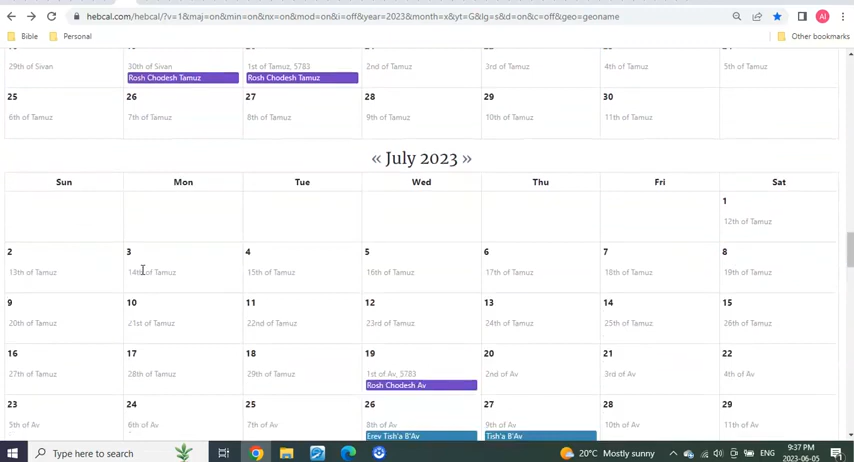 hebcal.com/hebcal/?v=1&maj=on&min=on&nx=on&mod=on&i=off&year=2023&month=x&yt=G&lg=s&d=on&c=off&geo=geoname
AI
Bible Personal Other bookmarks
29th of Sivan 30th of Sivan 1st of Tamuz, 5783 2nd of Tamuz 3rd of Tamuz 4th of Tamuz 5th of Tamuz
Rosh Chodesh Tamuz Rosh Chodesh Tamuz
25 26 27 28 29 30
6th of Tamuz 7th of Tamuz 8th of Tamuz 9th of Tamuz 10th of Tamuz 11th of Tamuz
« July 2023 »
Sun Mon Tue Wed Thu Fri Sat
1
12th of Tamuz
2 3 4 5 6 7 8
13th of Tamuz 14th of Tamuz 15th of Tamuz 16th of Tamuz 17th of Tamuz 18th of Tamuz 19th of Tamuz
9 10 11 12 13 14 15
20th of Tamuz 21st of Tamuz 22nd of Tamuz 23rd of Tamuz 24th of Tamuz 25th of Tamuz 26th of Tamuz
16 17 18 19 20 21 22
27th of Tamuz 28th of Tamuz 29th of Tamuz 1st of Av, 5783 2nd of Av 3rd of Av 4th of Av
Rosh Chodesh Av
23 24 25 26 27 28 29
5th of Av 6th of Av 7th of Av 8th of Av 9th of Av 10th of Av 11th of Av
Erev Tish'a B'Av Tish'a B'Av
Type here to search 20°C Mostly sunny ENG 9:37 PM
2023-06-05